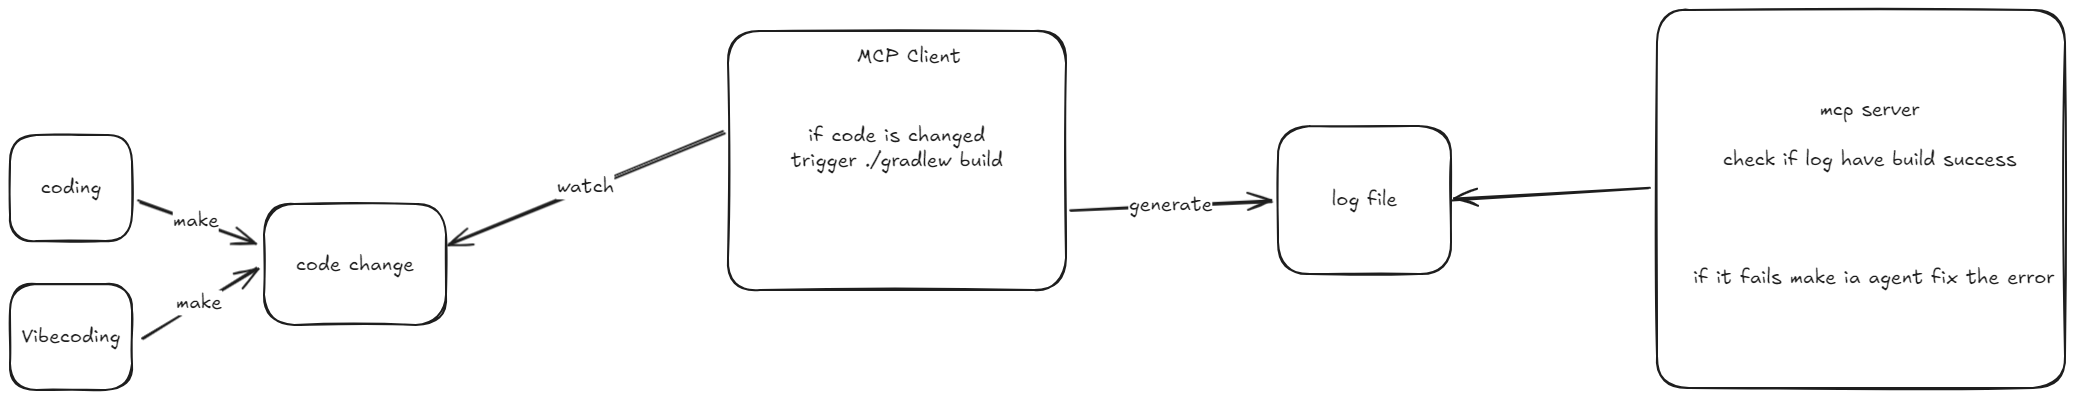 coding
make
Vibecoding
make
code change
watch
MCP Client
if code is changed
trigger ./gradlew build
generate
log file
mcp server
check if log have build success
if it fails make ia agent fix the error